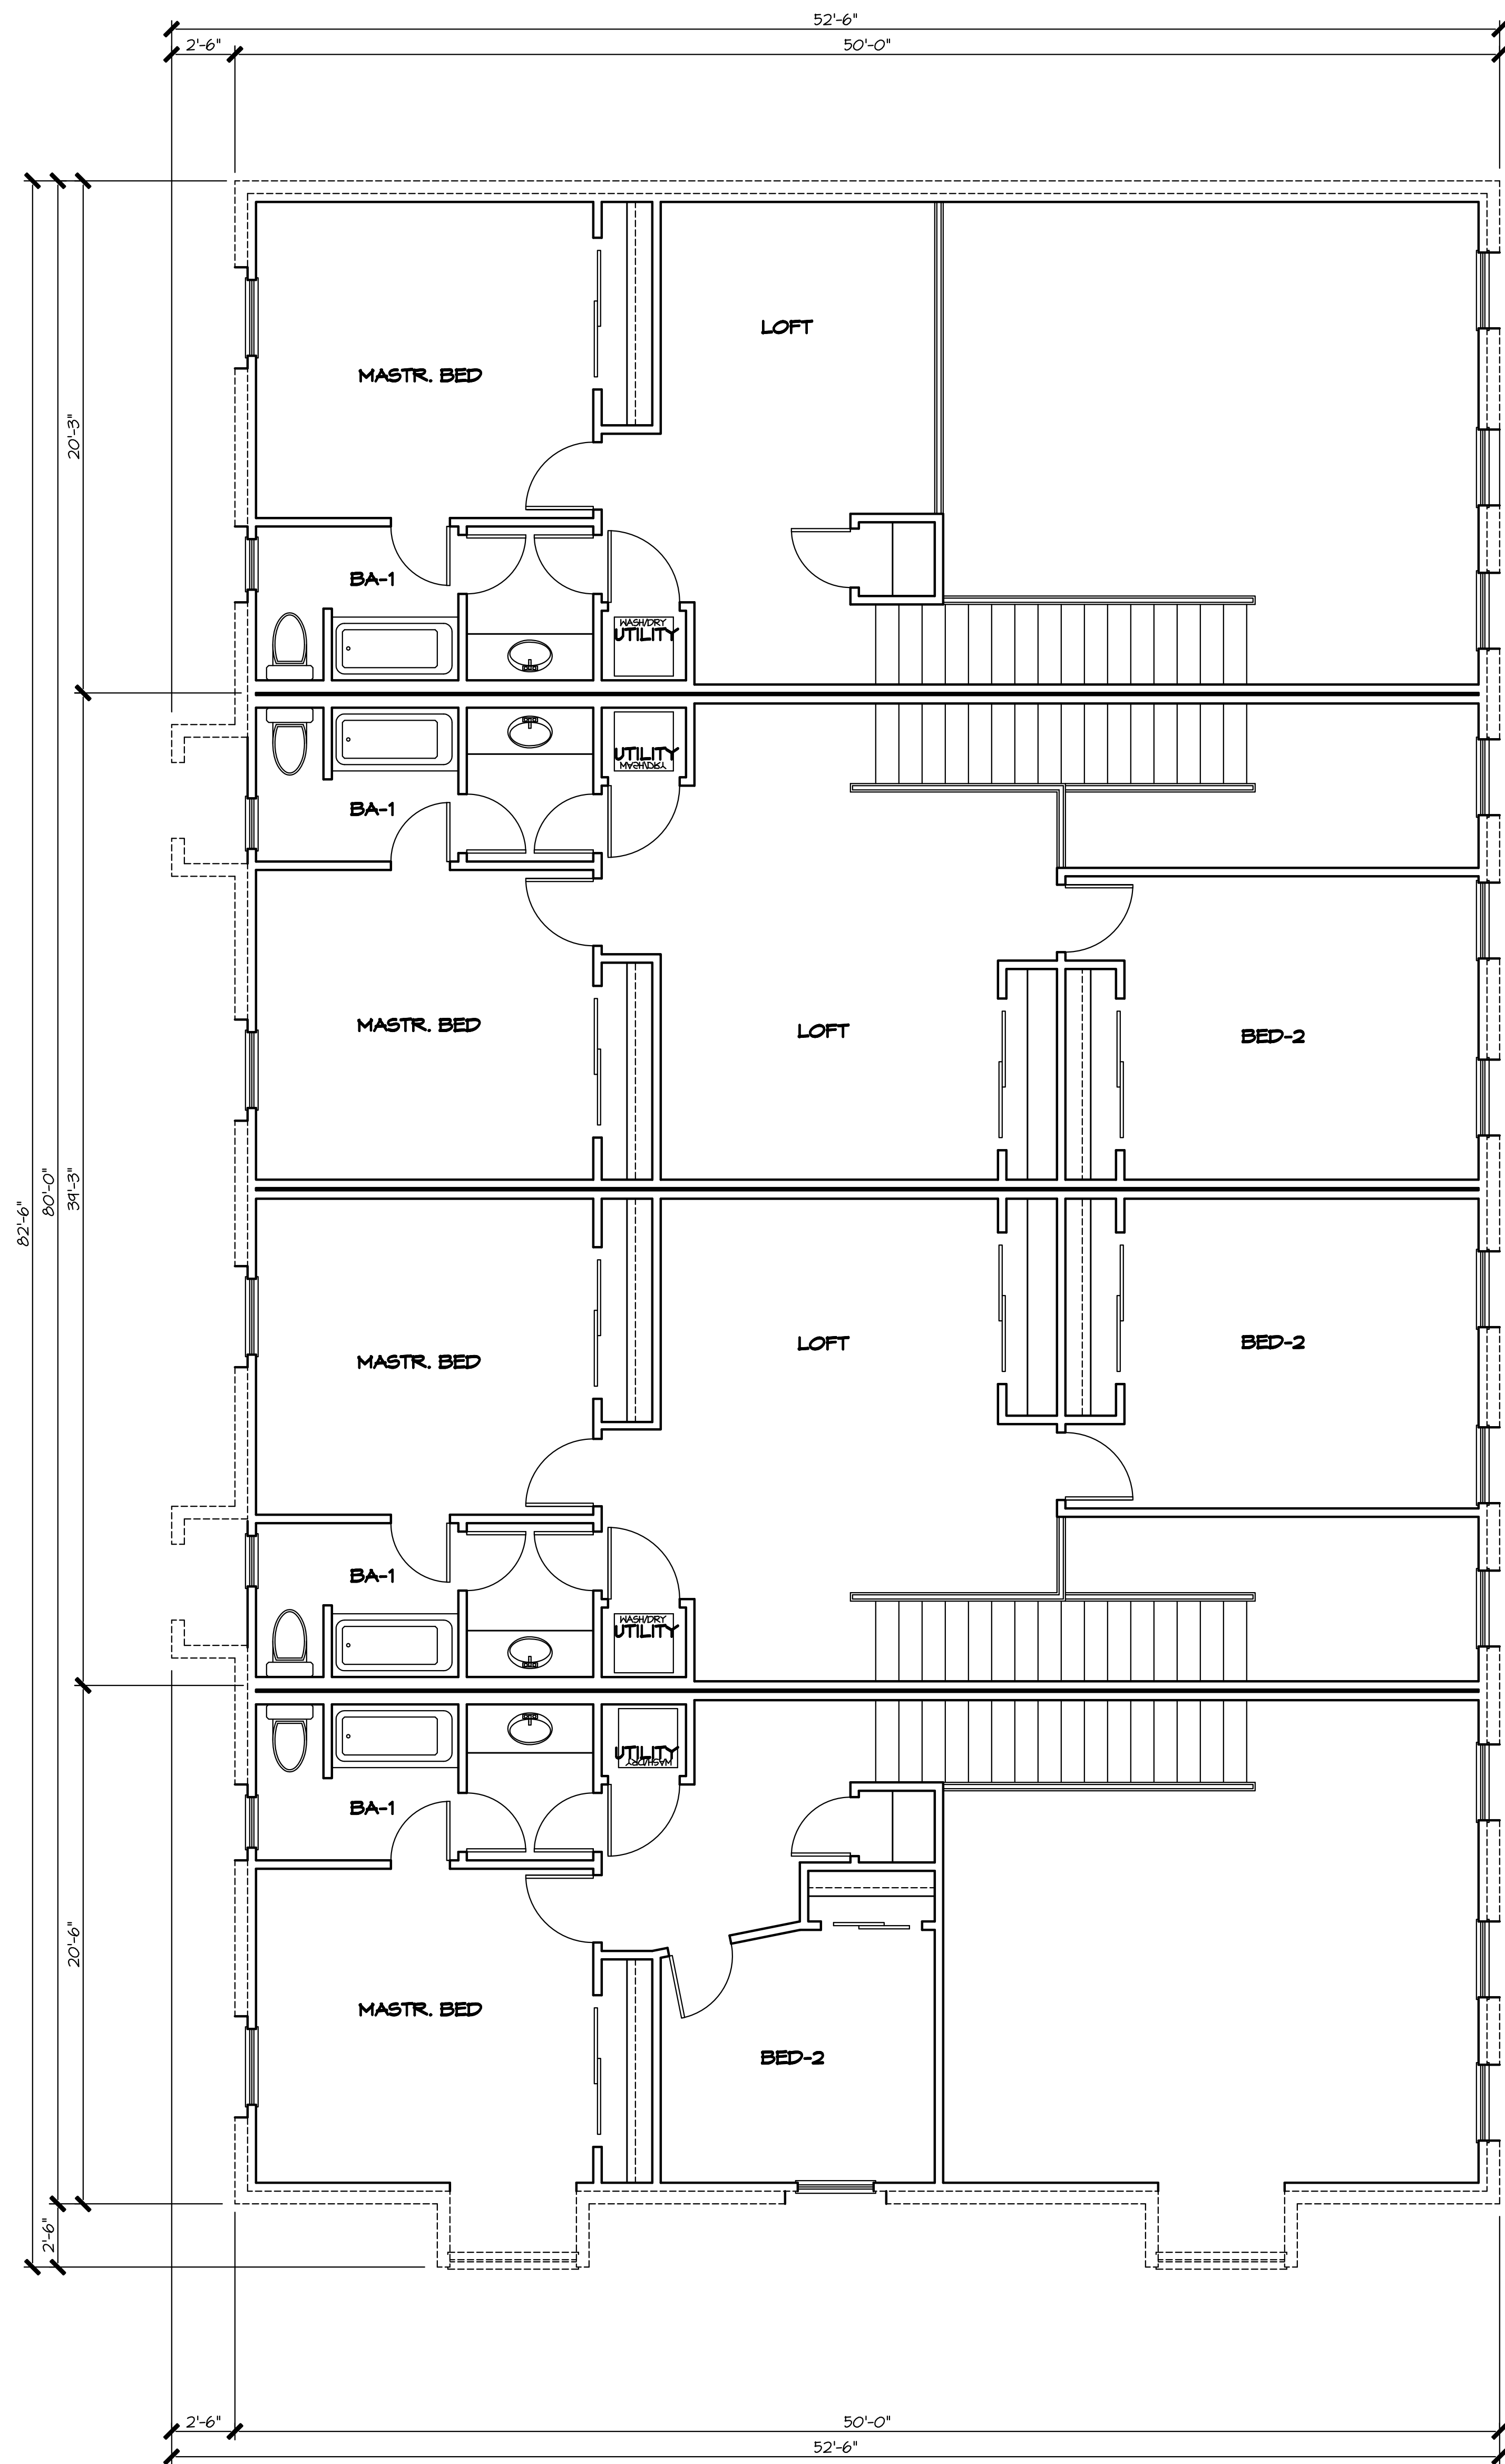 52'-6"
2'-6"
50'-0"
LOFT
MASTR. BED
20'-3"
BA-1
WASH/DRY
UTILITY
UTILITY
WASH/DRY
BA-1
MASTR. BED
LOFT
BED-2
39'-3"
80'-0"
82'-6"
MASTR. BED
LOFT
BED-2
BA-1
WASH/DRY
UTILITY
UTILITY
WASH/DRY
BA-1
20'-6"
MASTR. BED
BED-2
2'-6"
2'-6"
50'-0"
52'-6"